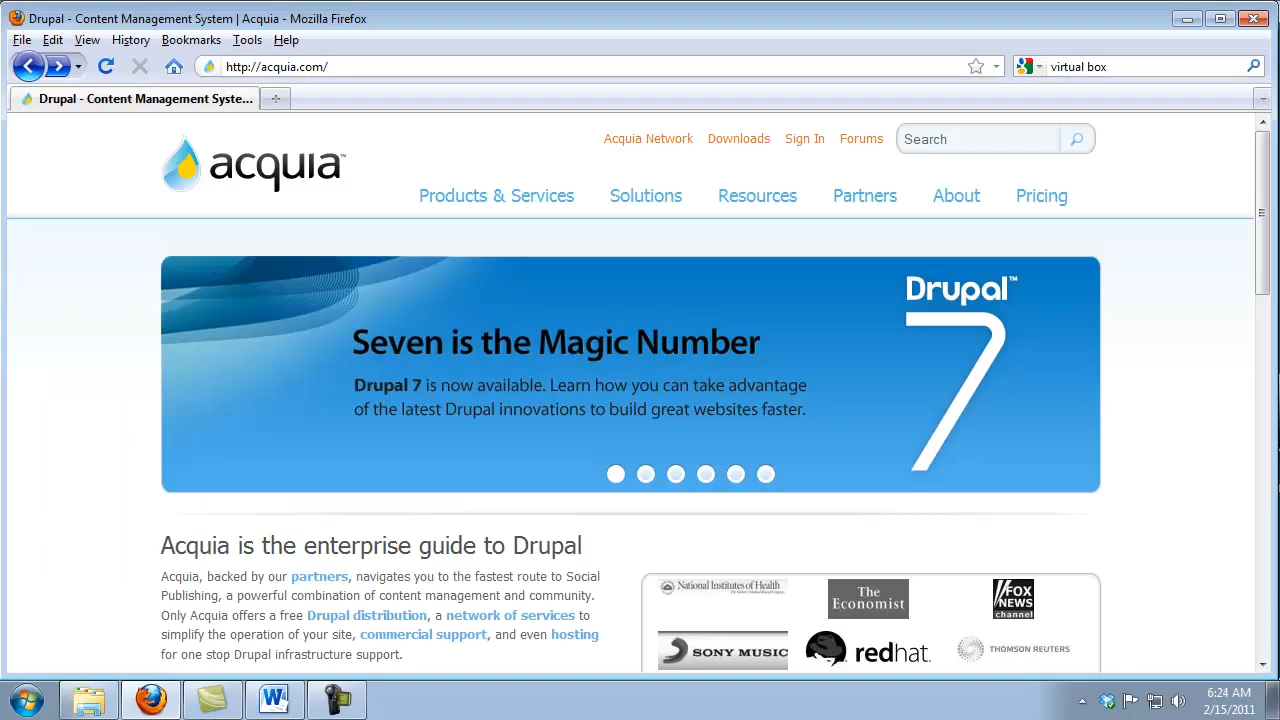 Drupal - Content Management System | Acquia - Mozilla Firefox
File Edit View History Bookmarks Tools Help
http://acquia.com/
virtual box
Drupal - Content Management Syste...
Acquia Network Downloads Sign In Forums Search
acquia™
Products & Services Solutions Resources Partners About Pricing
Drupal™
7
Seven is the Magic Number
Drupal 7 is now available. Learn how you can take advantage
of the latest Drupal innovations to build great websites faster.
Acquia is the enterprise guide to Drupal
Acquia, backed by our partners, navigates you to the fastest route to Social
Publishing, a powerful combination of content management and community.
Only Acquia offers a free Drupal distribution, a network of services to
simplify the operation of your site, commercial support, and even hosting
for one stop Drupal infrastructure support.
National Institutes of Health
The
Economist
FOX
NEWS
channel
SONY MUSIC
redhat.
THOMSON REUTERS
6:24 AM
2/15/2011